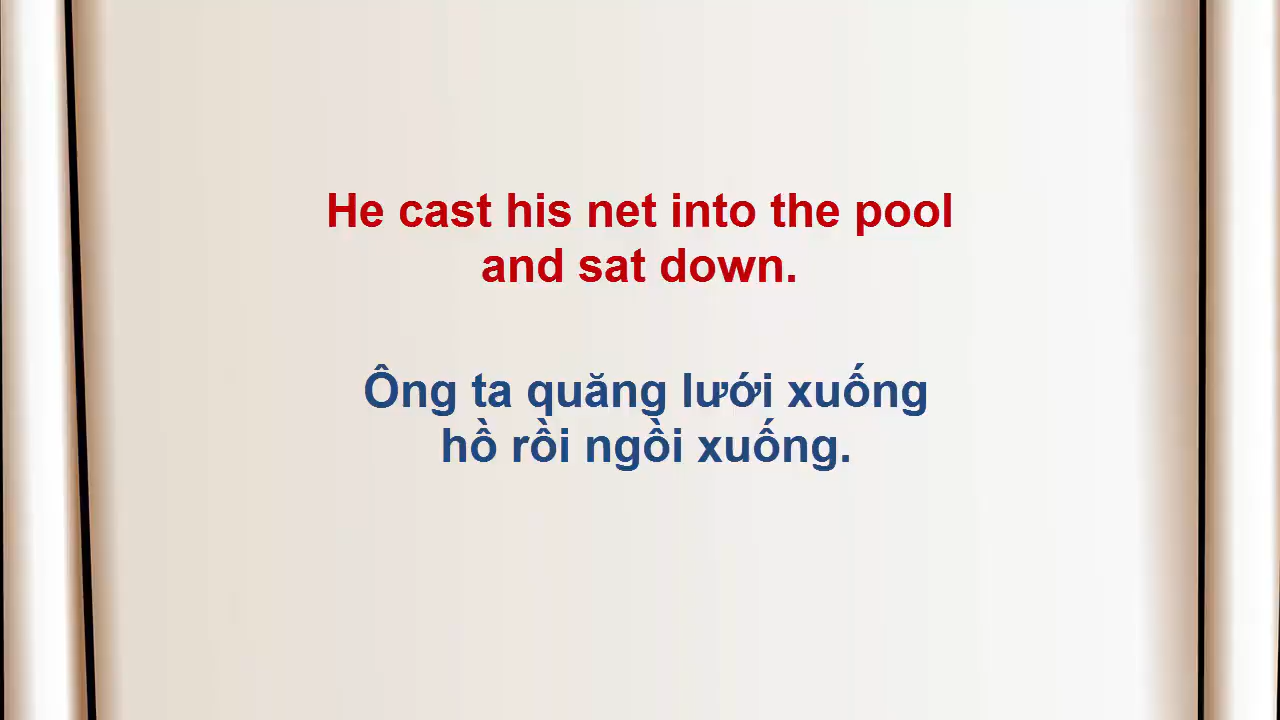 He cast his net into the pool
and sat down.
Ông ta quăng lưới xuống
hồ rồi ngồi xuống.